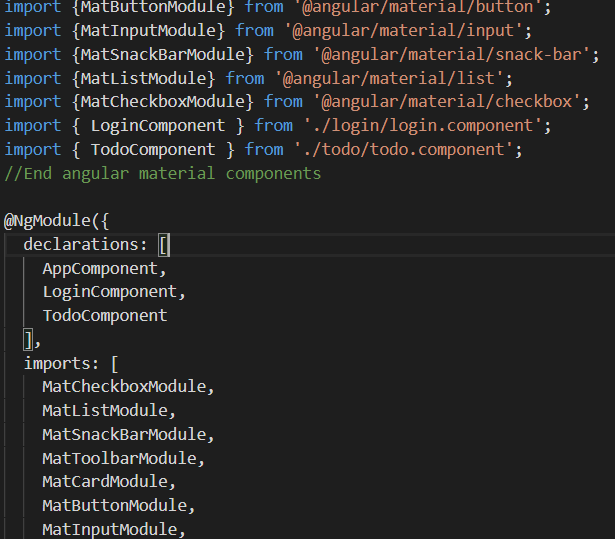 import {MatButtonModule} from '@angular/material/button';
import {MatInputModule} from '@angular/material/input';
import {MatSnackBarModule} from '@angular/material/snack-bar';
import {MatListModule} from '@angular/material/list';
import {MatCheckboxModule} from '@angular/material/checkbox';
import { LoginComponent } from './login/login.component';
import { TodoComponent } from './todo/todo.component';
//End angular material components
@NgModule({
declarations: [
AppComponent,
LoginComponent,
TodoComponent
],
imports: [
MatCheckboxModule,
MatListModule,
MatSnackBarModule,
MatToolbarModule,
MatCardModule,
MatButtonModule,
MatInputModule,